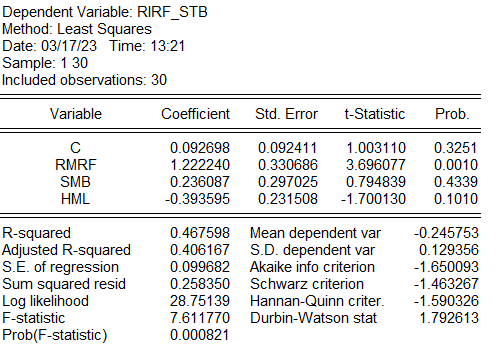 Dependent Variable: RIRF_STB
Method: Least Squares
Date: 03/17/23 Time: 13:21
Sample: 1 30
Included observations: 30
Variable Coefficient Std. Error t-Statistic Prob.
C 0.092698 0.092411 1.003110 0.3251
RMRF 1.222240 0.330686 3.696077 0.0010
SMB 0.236087 0.297025 0.794839 0.4339
HML -0.393595 0.231508 -1.700130 0.1010
R-squared 0.467598 Mean dependent var -0.245753
Adjusted R-squared 0.406167 S.D. dependent var 0.129356
S.E. of regression 0.099682 Akaike info criterion -1.650093
Sum squared resid 0.258350 Schwarz criterion -1.463267
Log likelihood 28.75139 Hannan-Quinn criter. -1.590326
F-statistic 7.611770 Durbin-Watson stat 1.792613
Prob(F-statistic) 0.000821